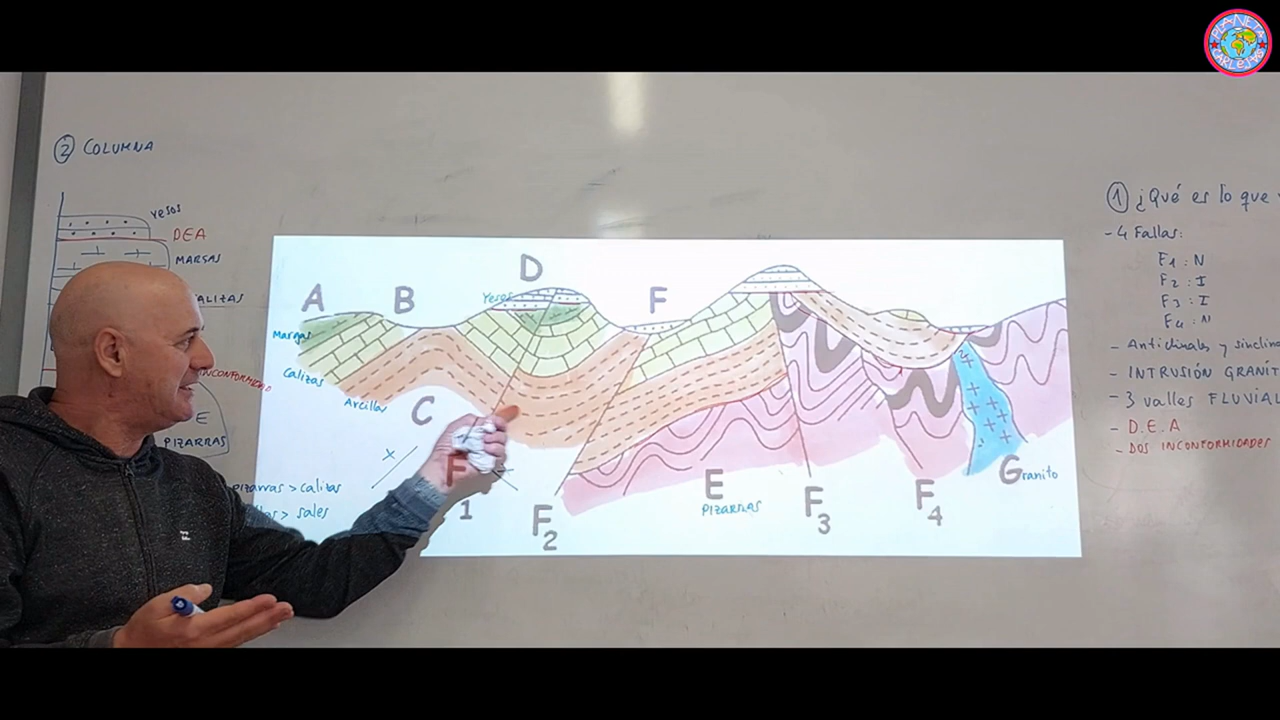 PLANETA
CARLEJAS
② COLUMNA
Yesos
DEA
MARGAS
CALIZAS
INCONFORMIDAD
E
PIZARRAS
Pizarras > calizas
> sales
A
B
C
D
F
Yesos
Margas
Calizas
Arcillas
F
1
F2
E
PIZARRAS
F3
F4
Granito
① ¿Qué es lo que
- 4 Fallas:
F1 : N
F2 : I
F3 : I
F4 : N
- Anticlinales y sinclina
- INTRUSIÓN GRANÍT
- 3 valles FLUVIAL
- D.E.A
- DOS INCONFORMIDADES